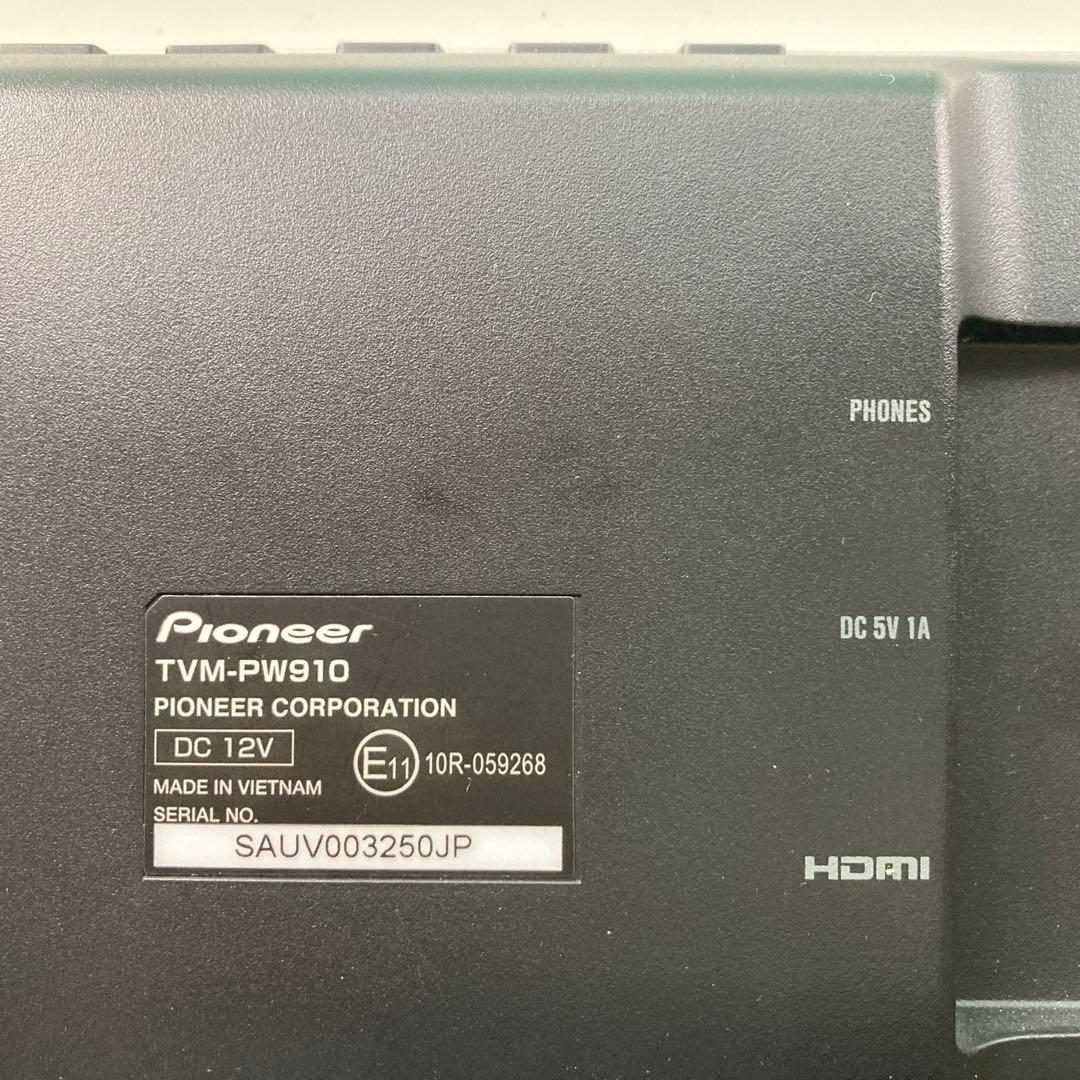 PHONES
DC 5V 1A
HDMI
Pioneer
TVM-PW910
PIONEER CORPORATION
DC 12V
E11 10R-059268
MADE IN VIETNAM
SERIAL NO.
SAUV003250JP